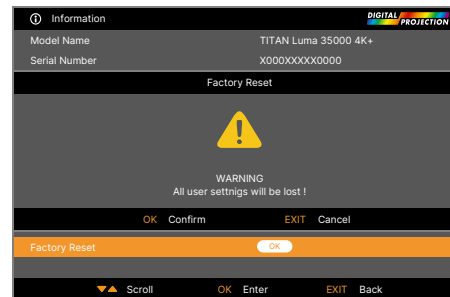 Information
DIGITAL PROJECTION
Model Name TITAN Luma 35000 4K+
Serial Number X000XXXXX0000
Factory Reset
WARNING
All user settnigs will be lost !
OK Confirm EXIT Cancel
Factory Reset OK
Scroll OK Enter EXIT Back